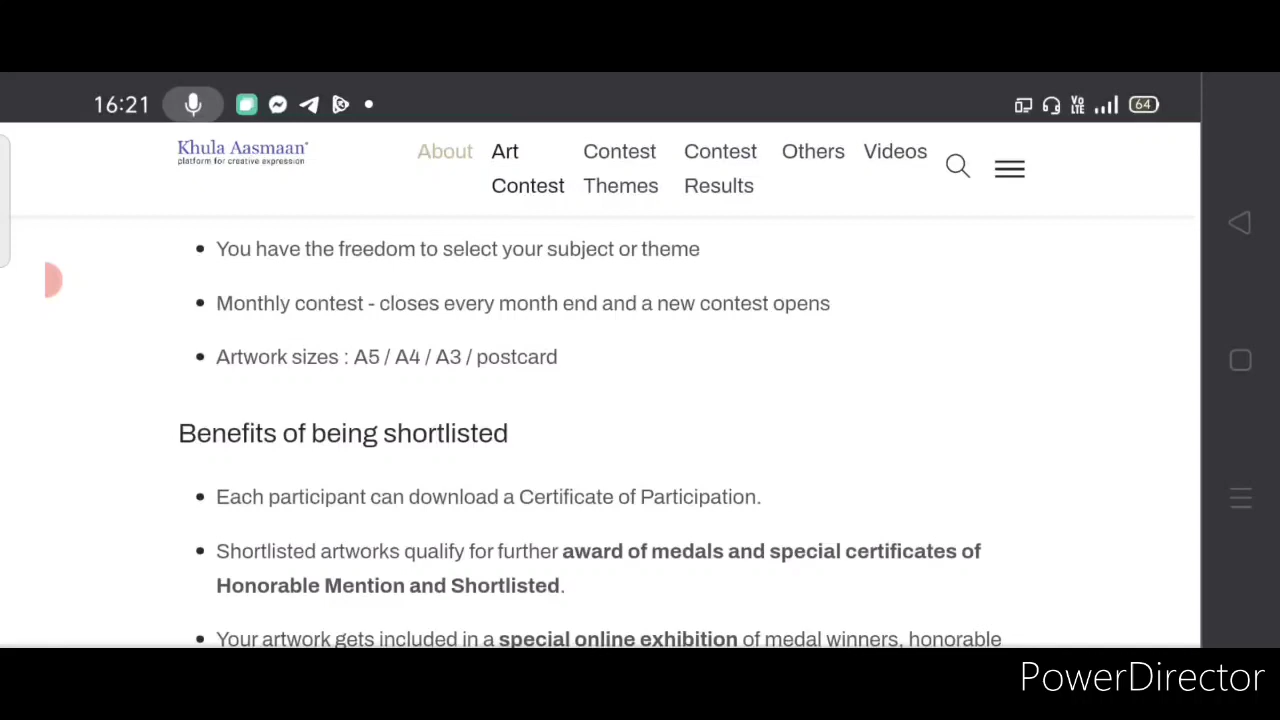 16:21
Vo
LTE
64
Khula Aasmaan
platform for creative expression
About
Art
Contest
Contest
Themes
Contest
Results
Others
Videos
You have the freedom to select your subject or theme
Monthly contest - closes every month end and a new contest opens
Artwork sizes : A5 / A4 / A3 / postcard
Benefits of being shortlisted
Each participant can download a Certificate of Participation.
Shortlisted artworks qualify for further award of medals and special certificates of
Honorable Mention and Shortlisted.
Your artwork gets included in a special online exhibition of medal winners, honorable
PowerDirector